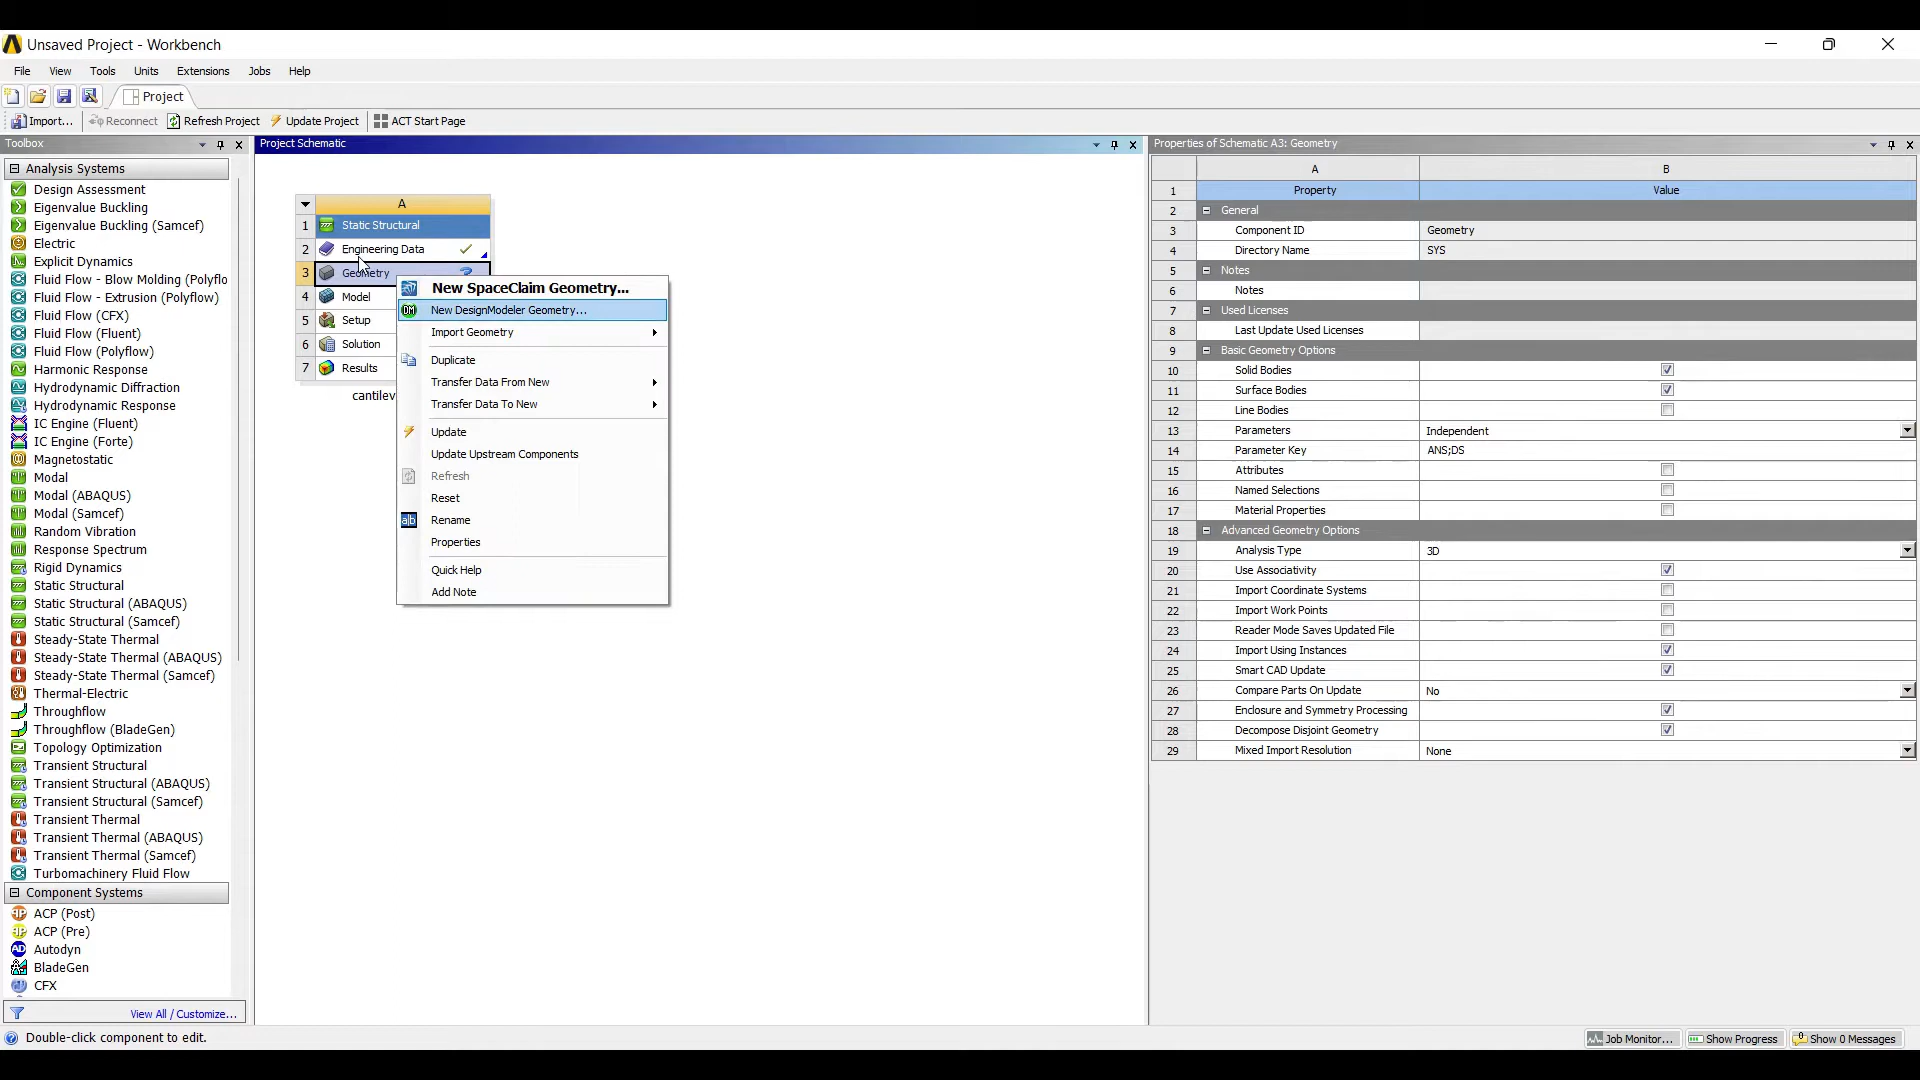 Unsaved Project - Workbench
File View Tools Units Extensions Jobs Help
Project
Import... Reconnect Refresh Project Update Project ACT Start Page
Toolbox
Analysis Systems
Design Assessment
Eigenvalue Buckling
Eigenvalue Buckling (Samcef)
Electric
Explicit Dynamics
Fluid Flow - Blow Molding (Polyflo
Fluid Flow - Extrusion (Polyflow)
Fluid Flow (CFX)
Fluid Flow (Fluent)
Fluid Flow (Polyflow)
Harmonic Response
Hydrodynamic Diffraction
Hydrodynamic Response
IC Engine (Fluent)
IC Engine (Forte)
Magnetostatic
Modal
Modal (ABAQUS)
Modal (Samcef)
Random Vibration
Response Spectrum
Rigid Dynamics
Static Structural
Static Structural (ABAQUS)
Static Structural (Samcef)
Steady-State Thermal
Steady-State Thermal (ABAQUS)
Steady-State Thermal (Samcef)
Thermal-Electric
Throughflow
Throughflow (BladeGen)
Topology Optimization
Transient Structural
Transient Structural (ABAQUS)
Transient Structural (Samcef)
Transient Thermal
Transient Thermal (ABAQUS)
Transient Thermal (Samcef)
Turbomachinery Fluid Flow
Component Systems
ACP (Post)
ACP (Pre)
Autodyn
BladeGen
CFX
View All / Customize...
Project Schematic
A
1 Static Structural
2 Engineering Data
3 Geometry
4 Model
5 Setup
6 Solution
7 Results
cantilev
New SpaceClaim Geometry...
DM New DesignModeler Geometry...
Import Geometry
Duplicate
Transfer Data From New
Transfer Data To New
Update
Update Upstream Components
Refresh
Reset
a|b Rename
Properties
Quick Help
Add Note
Properties of Schematic A3: Geometry
A B
1 Property Value
2 General
3 Component ID Geometry
4 Directory Name SYS
5 Notes
6 Notes
7 Used Licenses
8 Last Update Used Licenses
9 Basic Geometry Options
10 Solid Bodies
11 Surface Bodies
12 Line Bodies
13 Parameters Independent
14 Parameter Key ANS;DS
15 Attributes
16 Named Selections
17 Material Properties
18 Advanced Geometry Options
19 Analysis Type 3D
20 Use Associativity
21 Import Coordinate Systems
22 Import Work Points
23 Reader Mode Saves Updated File
24 Import Using Instances
25 Smart CAD Update
26 Compare Parts On Update No
27 Enclosure and Symmetry Processing
28 Decompose Disjoint Geometry
29 Mixed Import Resolution None
Double-click component to edit.
Job Monitor... Show Progress Show 0 Messages